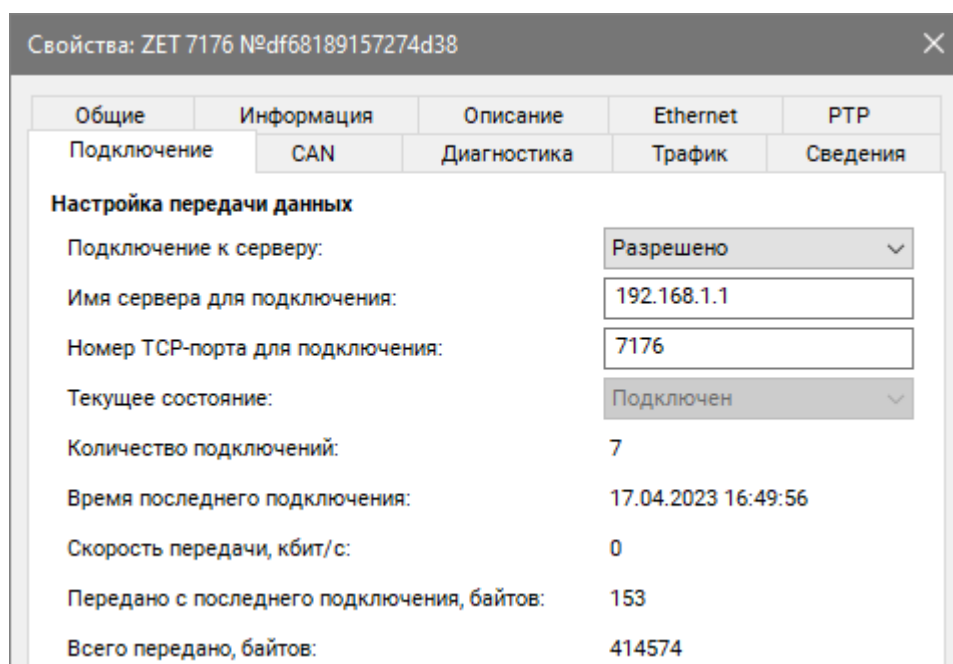 Свойства: ZET 7176 №df68189157274d38
Общие Информация Описание Ethernet PTP
Подключение CAN Диагностика Трафик Сведения
Настройка передачи данных
Подключение к серверу: Разрешено
Имя сервера для подключения: 192.168.1.1
Номер TCP-порта для подключения: 7176
Текущее состояние: Подключен
Количество подключений: 7
Время последнего подключения: 17.04.2023 16:49:56
Скорость передачи, кбит/с: 0
Передано с последнего подключения, байтов: 153
Всего передано, байтов: 414574